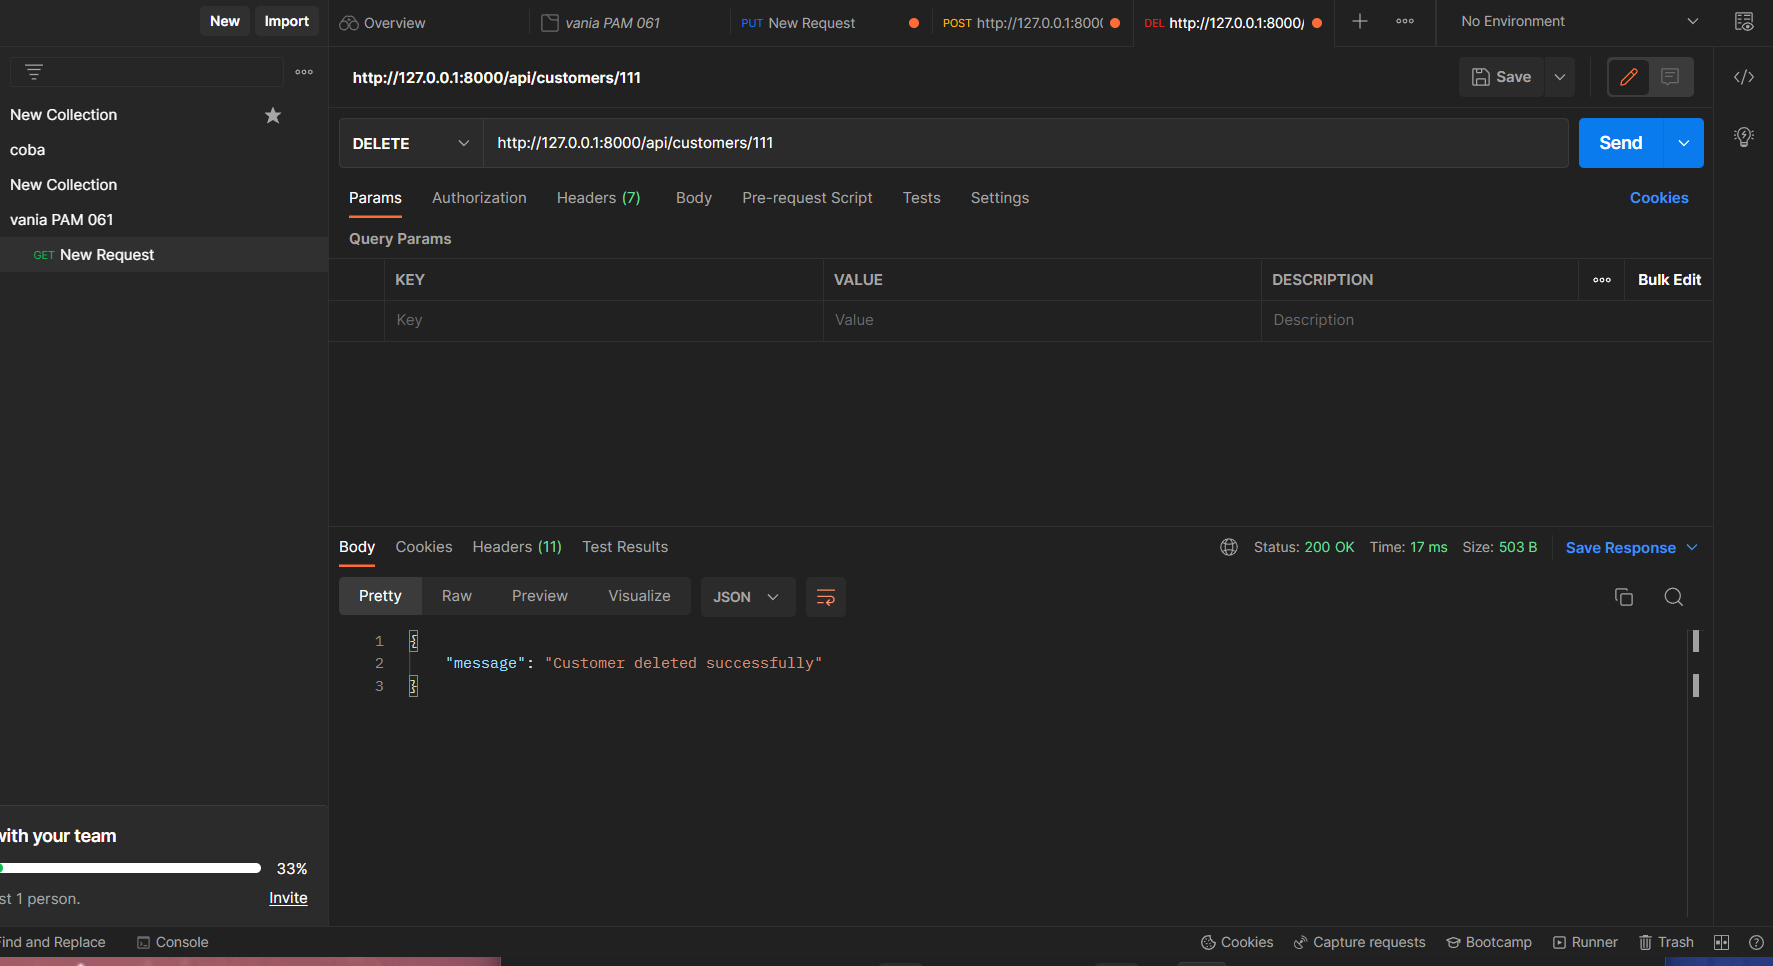 New Import Overview vania PAM 061 PUT New Request POST http://127.0.0.1:8000 DEL http://127.0.0.1:8000/ No Environment
http://127.0.0.1:8000/api/customers/111 Save
New Collection
coba
New Collection
vania PAM 061
GET New Request
DELETE http://127.0.0.1:8000/api/customers/111 Send
Params Authorization Headers (7) Body Pre-request Script Tests Settings Cookies
Query Params
KEY VALUE DESCRIPTION Bulk Edit
Key Value Description
Body Cookies Headers (11) Test Results Status: 200 OK Time: 17 ms Size: 503 B Save Response
Pretty Raw Preview Visualize JSON
1 {
2 "message": "Customer deleted successfully"
3 }
with your team
33%
st 1 person. Invite
Find and Replace Console Cookies Capture requests Bootcamp Runner Trash